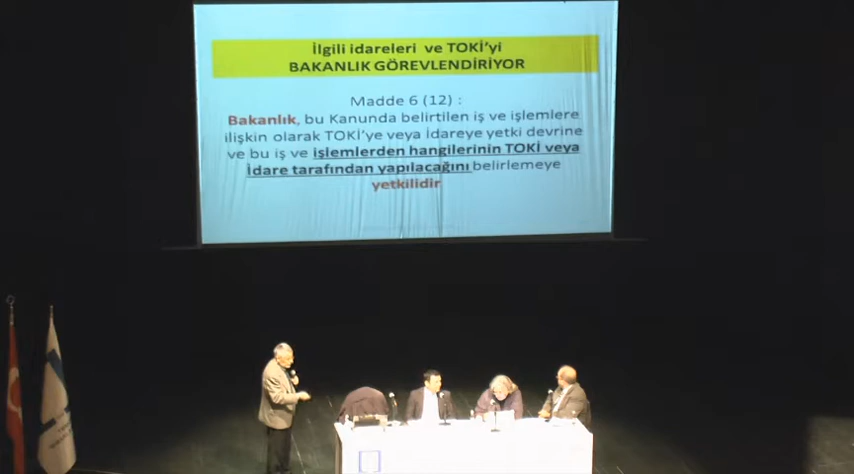 İlgili idareleri ve TOKİ'yi
BAKANLIK GÖREVLENDİRİYOR
Madde 6 (12) :
Bakanlık, bu Kanunda belirtilen iş ve işlemlere
ilişkin olarak TOKİ'ye veya İdareye yetki devrine
ve bu iş ve işlemlerden hangilerinin TOKİ veya
İdare tarafından yapılacağını belirlemeye
yetkilidir